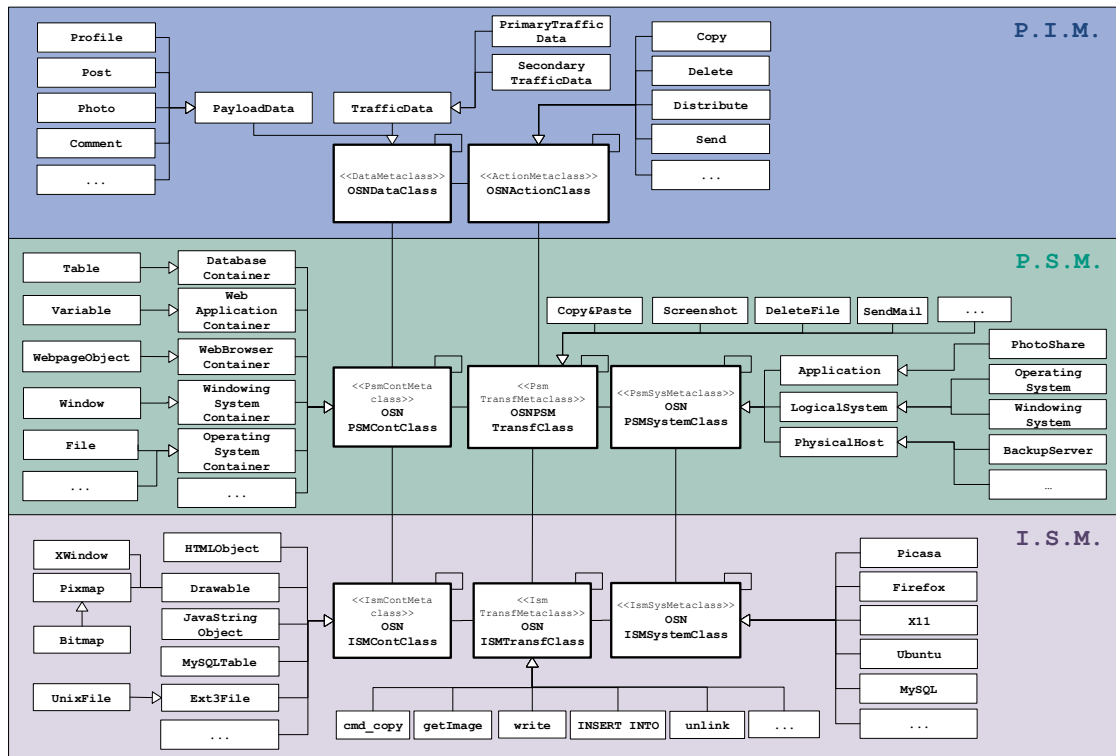 P.I.M.
Profile
Post
Photo
Comment
...
PayloadData
TrafficData
PrimaryTraffic
Data
Secondary
TrafficData
Copy
Delete
Distribute
Send
...
<<DataMetaclass>>
OSNDataClass
<<ActionMetaclass>>
OSNActionClass
P.S.M.
Table
Variable
WebpageObject
Window
File
...
Database
Container
Web
Application
Container
WebBrowser
Container
Windowing
System
Container
Operating
System
Container
...
Copy&Paste
Screenshot
DeleteFile
SendMail
...
<<PsmContMeta
class>>
OSN
PSMContClass
<<Psm
TransfMetaclass>>
OSNPSM
TransfClass
<<PsmSysMetaclass>>
OSN
PSMSystemClass
Application
LogicalSystem
PhysicalHost
PhotoShare
Operating
System
Windowing
System
BackupServer
…
I.S.M.
XWindow
Pixmap
Bitmap
UnixFile
HTMLObject
Drawable
JavaString
Object
MySQLTable
Ext3File
...
<<IsmContMeta
class>>
OSN
ISMContClass
<<Ism
TransfMetaclass>>
OSN
ISMTransfClass
<<IsmSysMetaclass>>
OSN
ISMSystemClass
Picasa
Firefox
X11
Ubuntu
MySQL
...
cmd_copy
getImage
write
INSERT INTO
unlink
...